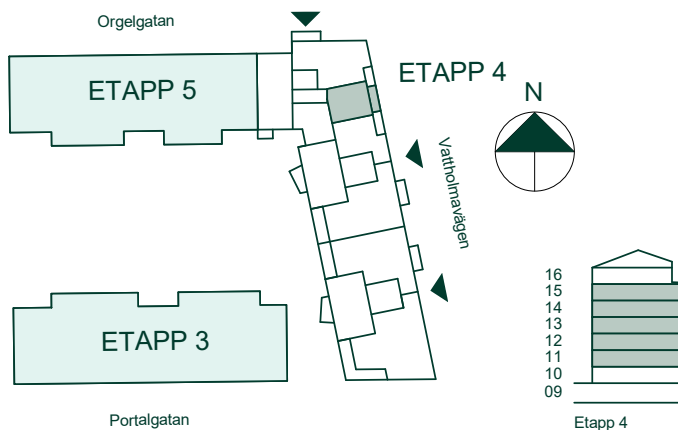 Orgelgatan
ETAPP 5
ETAPP 4
N
Vattholmavägen
ETAPP 3
Portalgatan
16
15
14
13
12
11
10
09
Etapp 4